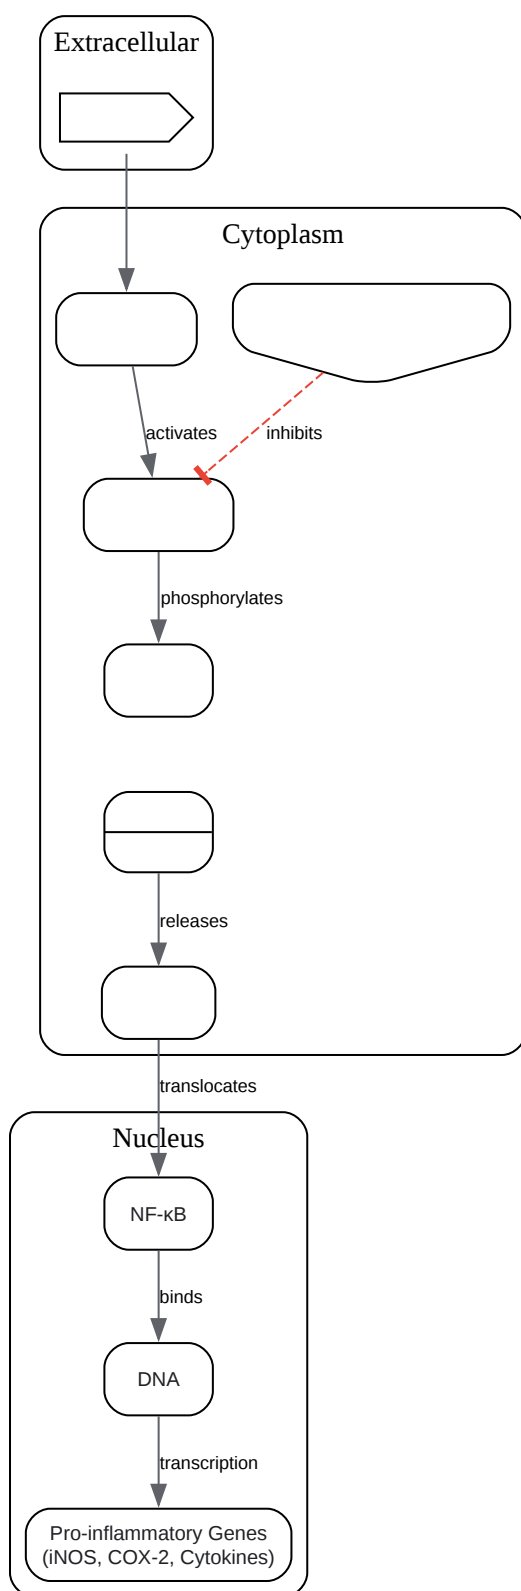 Extracellular
Cytoplasm
activates
inhibits
phosphorylates
releases
translocates
Nucleus
NF-κB
binds
DNA
transcription
Pro-inflammatory Genes
(iNOS, COX-2, Cytokines)